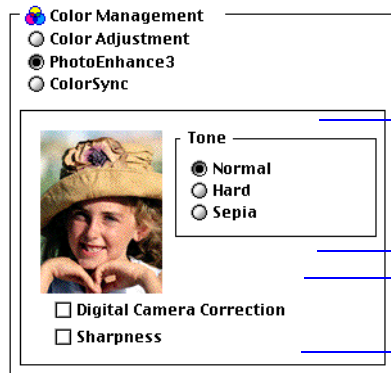 Color Management
Color Adjustment
PhotoEnhance3
ColorSync
Tone
Normal
Hard
Sepia
Digital Camera Correction
Sharpness